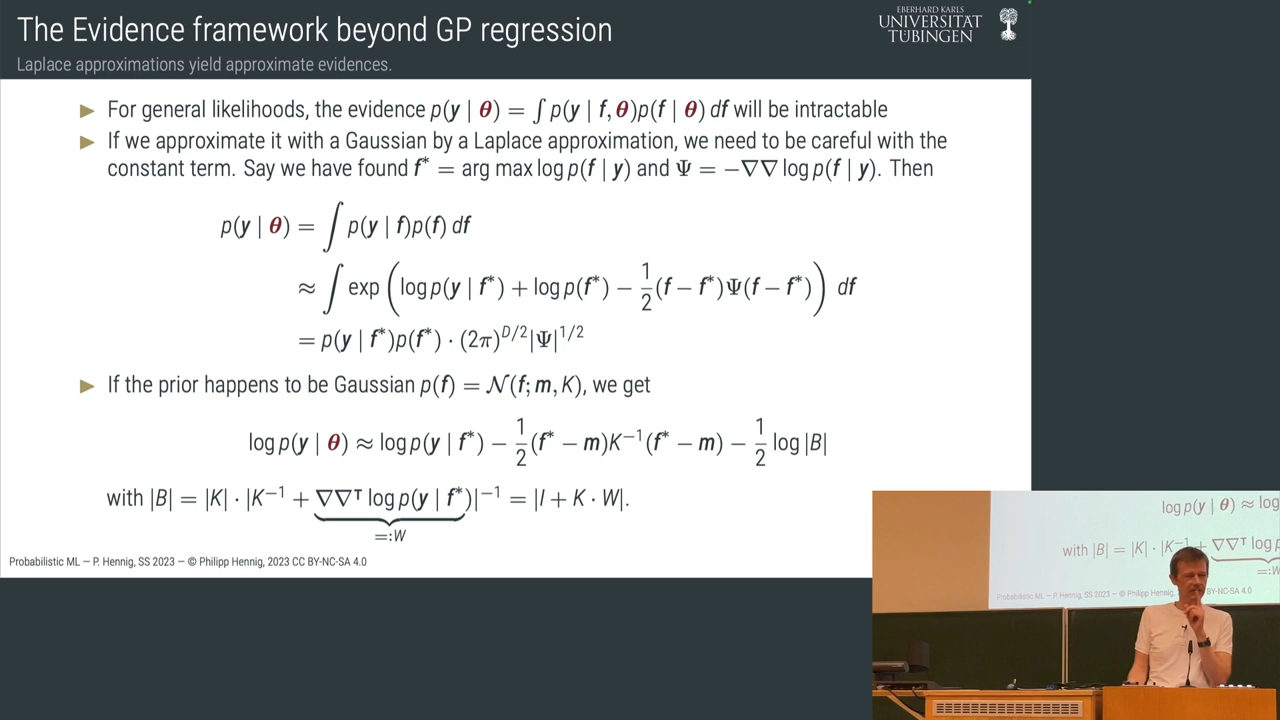 The Evidence framework beyond GP regression
Laplace approximations yield approximate evidences.
EBERHARD KARLS
UNIVERSITÄT
TÜBINGEN
► For general likelihoods, the evidence p(y | θ) = ∫ p(y | f, θ)p(f | θ) df will be intractable
► If we approximate it with a Gaussian by a Laplace approximation, we need to be careful with the
constant term. Say we have found f* = arg max log p(f | y) and Ψ = −∇∇ log p(f | y). Then
p(y | θ) = ∫ p(y | f)p(f) df
≈ ∫ exp (log p(y | f*) + log p(f*) − 1/2 (f − f*)Ψ(f − f*)) df
= p(y | f*)p(f*) · (2π)^{D/2}|Ψ|^{1/2}
► If the prior happens to be Gaussian p(f) = 𝒩(f; m, K), we get
log p(y | θ) ≈ log p(y | f*) − 1/2 (f* − m)K⁻¹(f* − m) − 1/2 log |B|
with |B| = |K| · |K⁻¹ + ∇∇ᵀ log p(y | f*)|⁻¹ = |I + K · W|.
=:W
Probabilistic ML — P. Hennig, SS 2023 — © Philipp Hennig, 2023 CC BY-NC-SA 4.0
log p(y | θ) ≈ log
with |B| = |K| · |K⁻¹ + ∇∇ᵀ log p
=:W
Probabilistic ML — P. Hennig, SS 2023 — © Philipp Hennig, BY-NC-SA 4.0